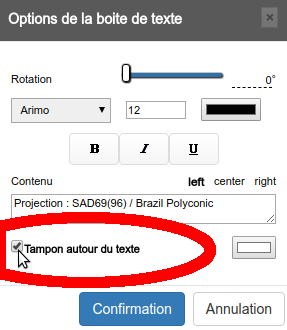 Options de la boite de texte
Rotation 0°
Arimo 12
B I U
Contenu left center right
Projection : SAD69(96) / Brazil Polyconic
Tampon autour du texte
Confirmation Annulation